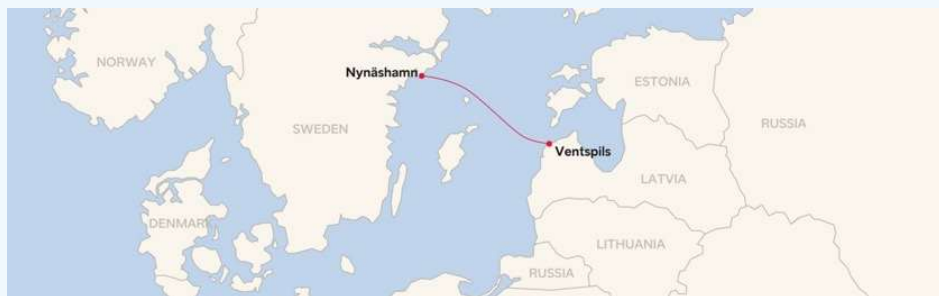 NORWAY
Nynäshamn
ESTONIA
SWEDEN
RUSSIA
Ventspils
LATVIA
DENMARK
LITHUANIA
RUSSIA